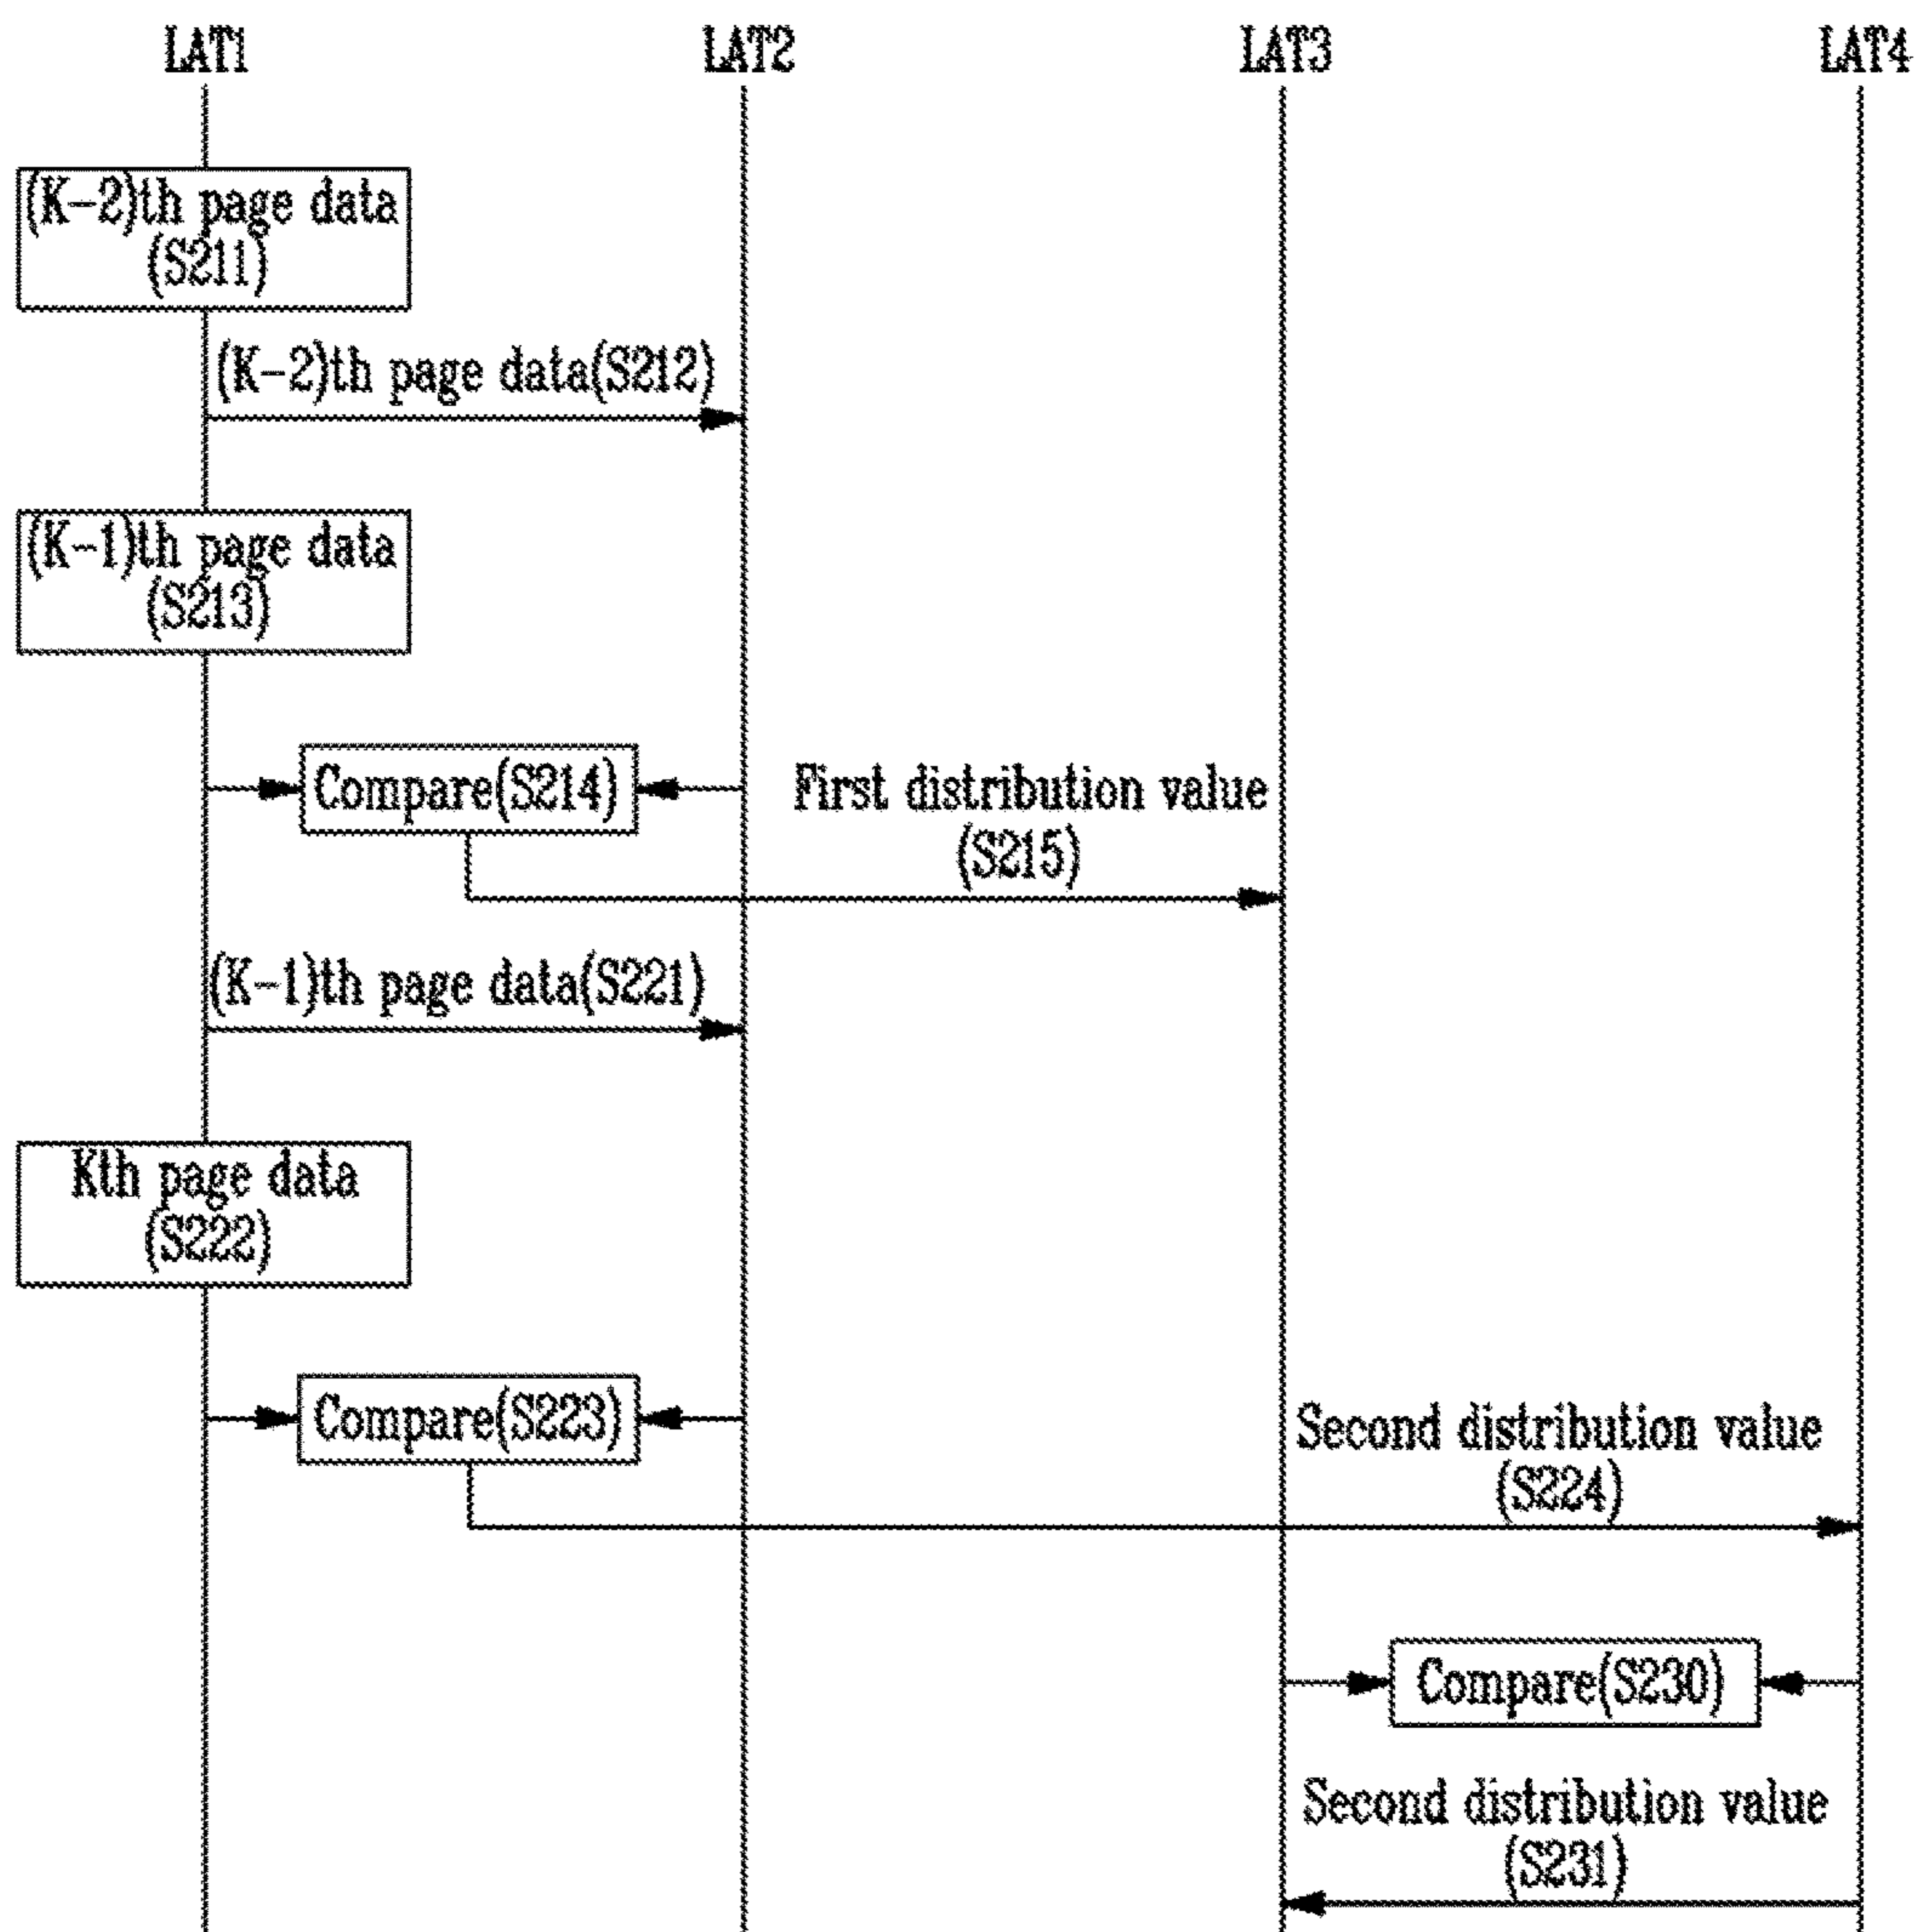 LAT1 LAT2 LAT3 LAT4
(K-2)th page data
(S211)
(K-2)th page data(S212)
(K-1)th page data
(S213)
Compare(S214)
First distribution value
(S215)
(K-1)th page data(S221)
Kth page data
(S222)
Compare(S223)
Second distribution value
(S224)
Compare(S230)
Second distribution value
(S231)